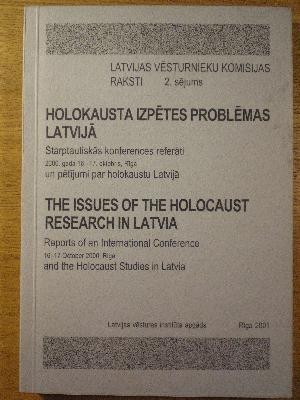 LATVIJAS VĒSTURNIEKU KOMISIJAS
RAKSTI 2. sējums
HOLOKAUSTA IZPĒTES PROBLĒMAS
LATVIJĀ
Starptautiskās konferences referāti
2000. gada 16.-17. oktobris, Rīga
un pētījumi par holokaustu Latvijā
THE ISSUES OF THE HOLOCAUST
RESEARCH IN LATVIA
Reports of an International Conference
16-17 October 2000, Riga
and the Holocaust Studies in Latvia
Latvijas vēstures institūta apgāds Rīga 2001